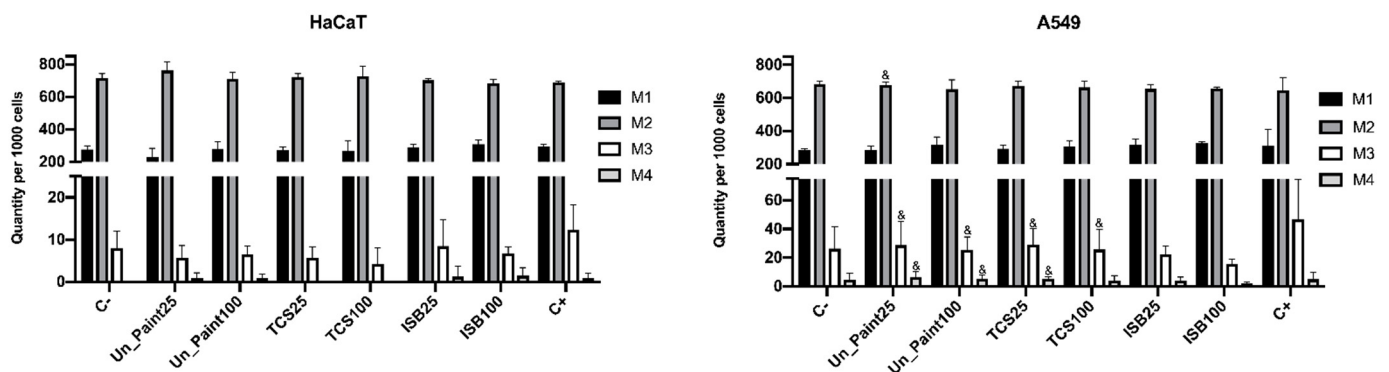 HaCaT
Quantity per 1000 cells
800
600
400
200
20
10
0
C-
Un_Paint25
Un_Paint100
TCS25
TCS100
ISB25
ISB100
C+
M1
M2
M3
M4
A549
Quantity per 1000 cells
800
600
400
200
60
40
20
0
&
& &
& &
& &
&
C-
Un_Paint25
Un_Paint100
TCS25
TCS100
ISB25
ISB100
C+
M1
M2
M3
M4